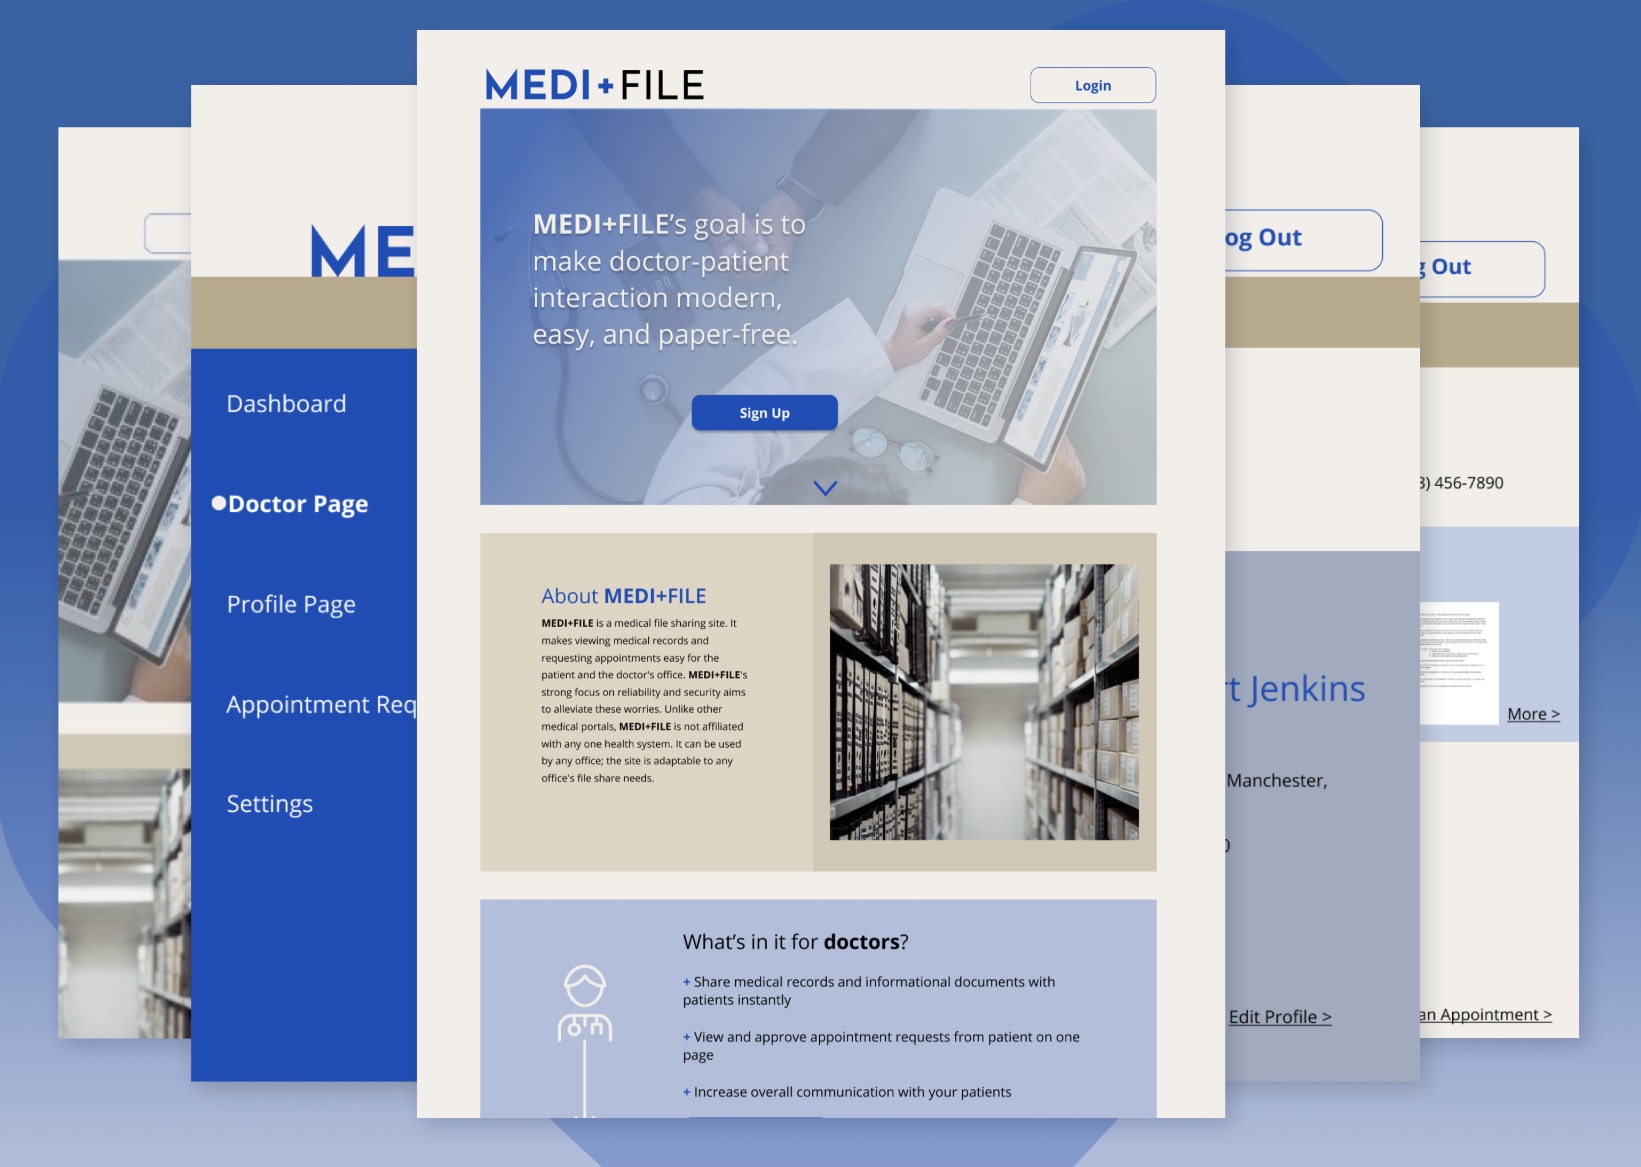 MEDI+FILE
Login
MEDI+FILE's goal is to
make doctor-patient
interaction modern,
easy, and paper-free.
Sign Up
About MEDI+FILE
MEDI+FILE is a medical file sharing site. It
makes viewing medical records and
requesting appointments easy for the
patient and the doctor's office. MEDI+FILE's
strong focus on reliability and security aims
to alleviate these worries. Unlike other
medical portals, MEDI+FILE is not affiliated
with any one health system. It can be used
by any office; the site is adaptable to any
office's file share needs.
What's in it for doctors?
+ Share medical records and informational documents with
patients instantly
+ View and approve appointment requests from patient on one
page
+ Increase overall communication with your patients
ME
Dashboard
Doctor Page
Profile Page
Appointment Req
Settings
og Out
rt Jenkins
Manchester,
0
Edit Profile >
g Out
3) 456-7890
More >
an Appointment >